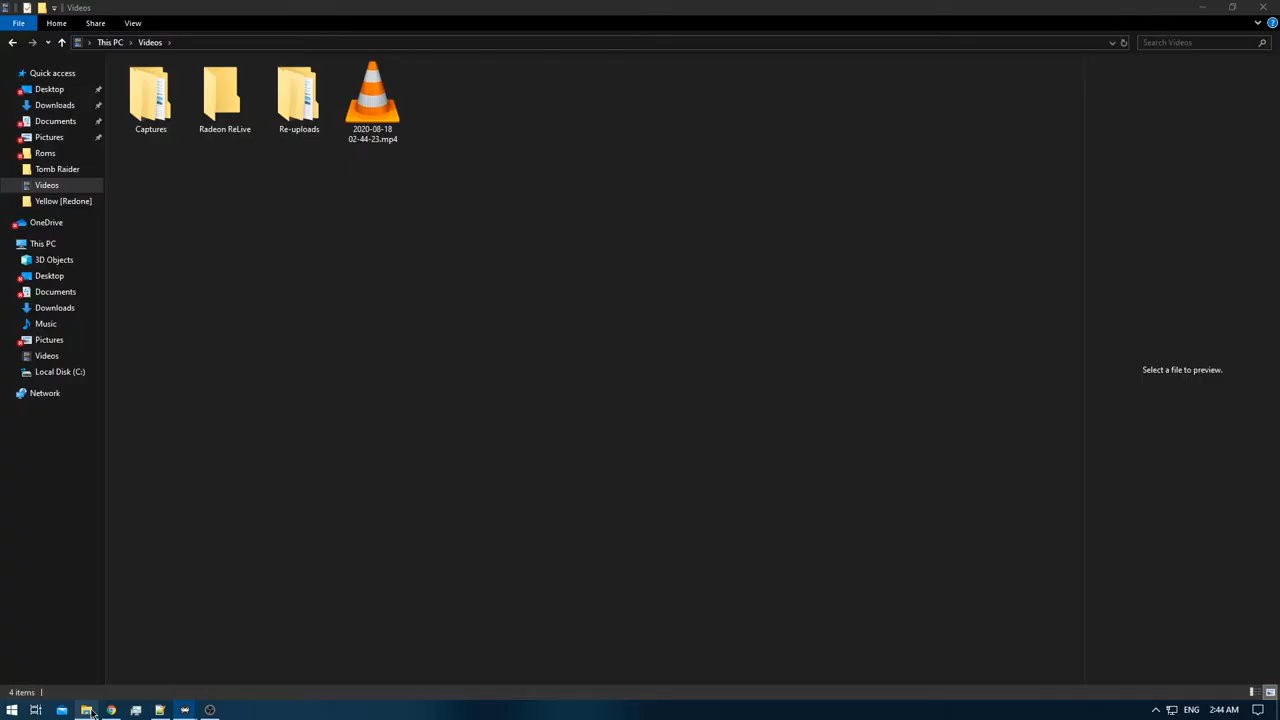 Videos
File
Home
Share
View
This PC
Videos
Search Videos
Quick access
Desktop
Downloads
Documents
Pictures
Roms
Tomb Raider
Videos
Yellow [Redone]
OneDrive
This PC
3D Objects
Desktop
Documents
Downloads
Music
Pictures
Videos
Local Disk (C:)
Network
Captures
Radeon ReLive
Re-uploads
2020-08-18
02-44-23.mp4
Select a file to preview.
4 items
ENG
2:44 AM